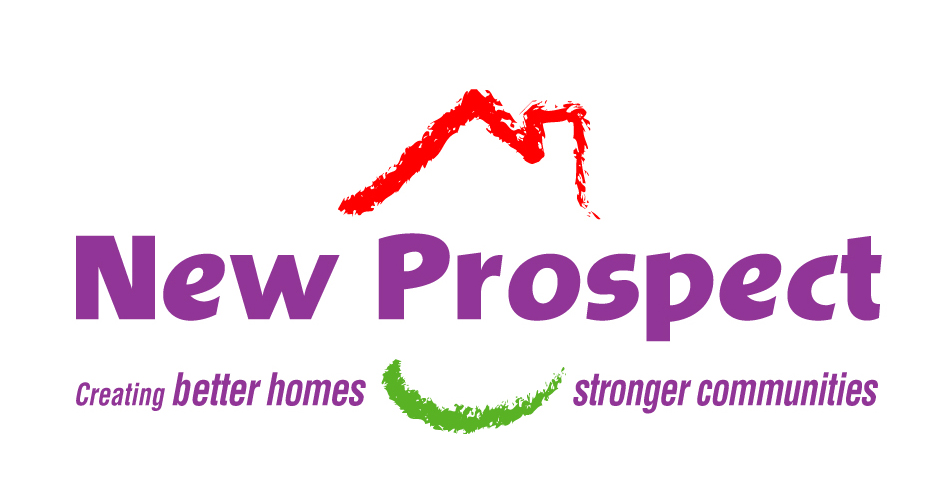 New Prospect
Creating better homes stronger communities